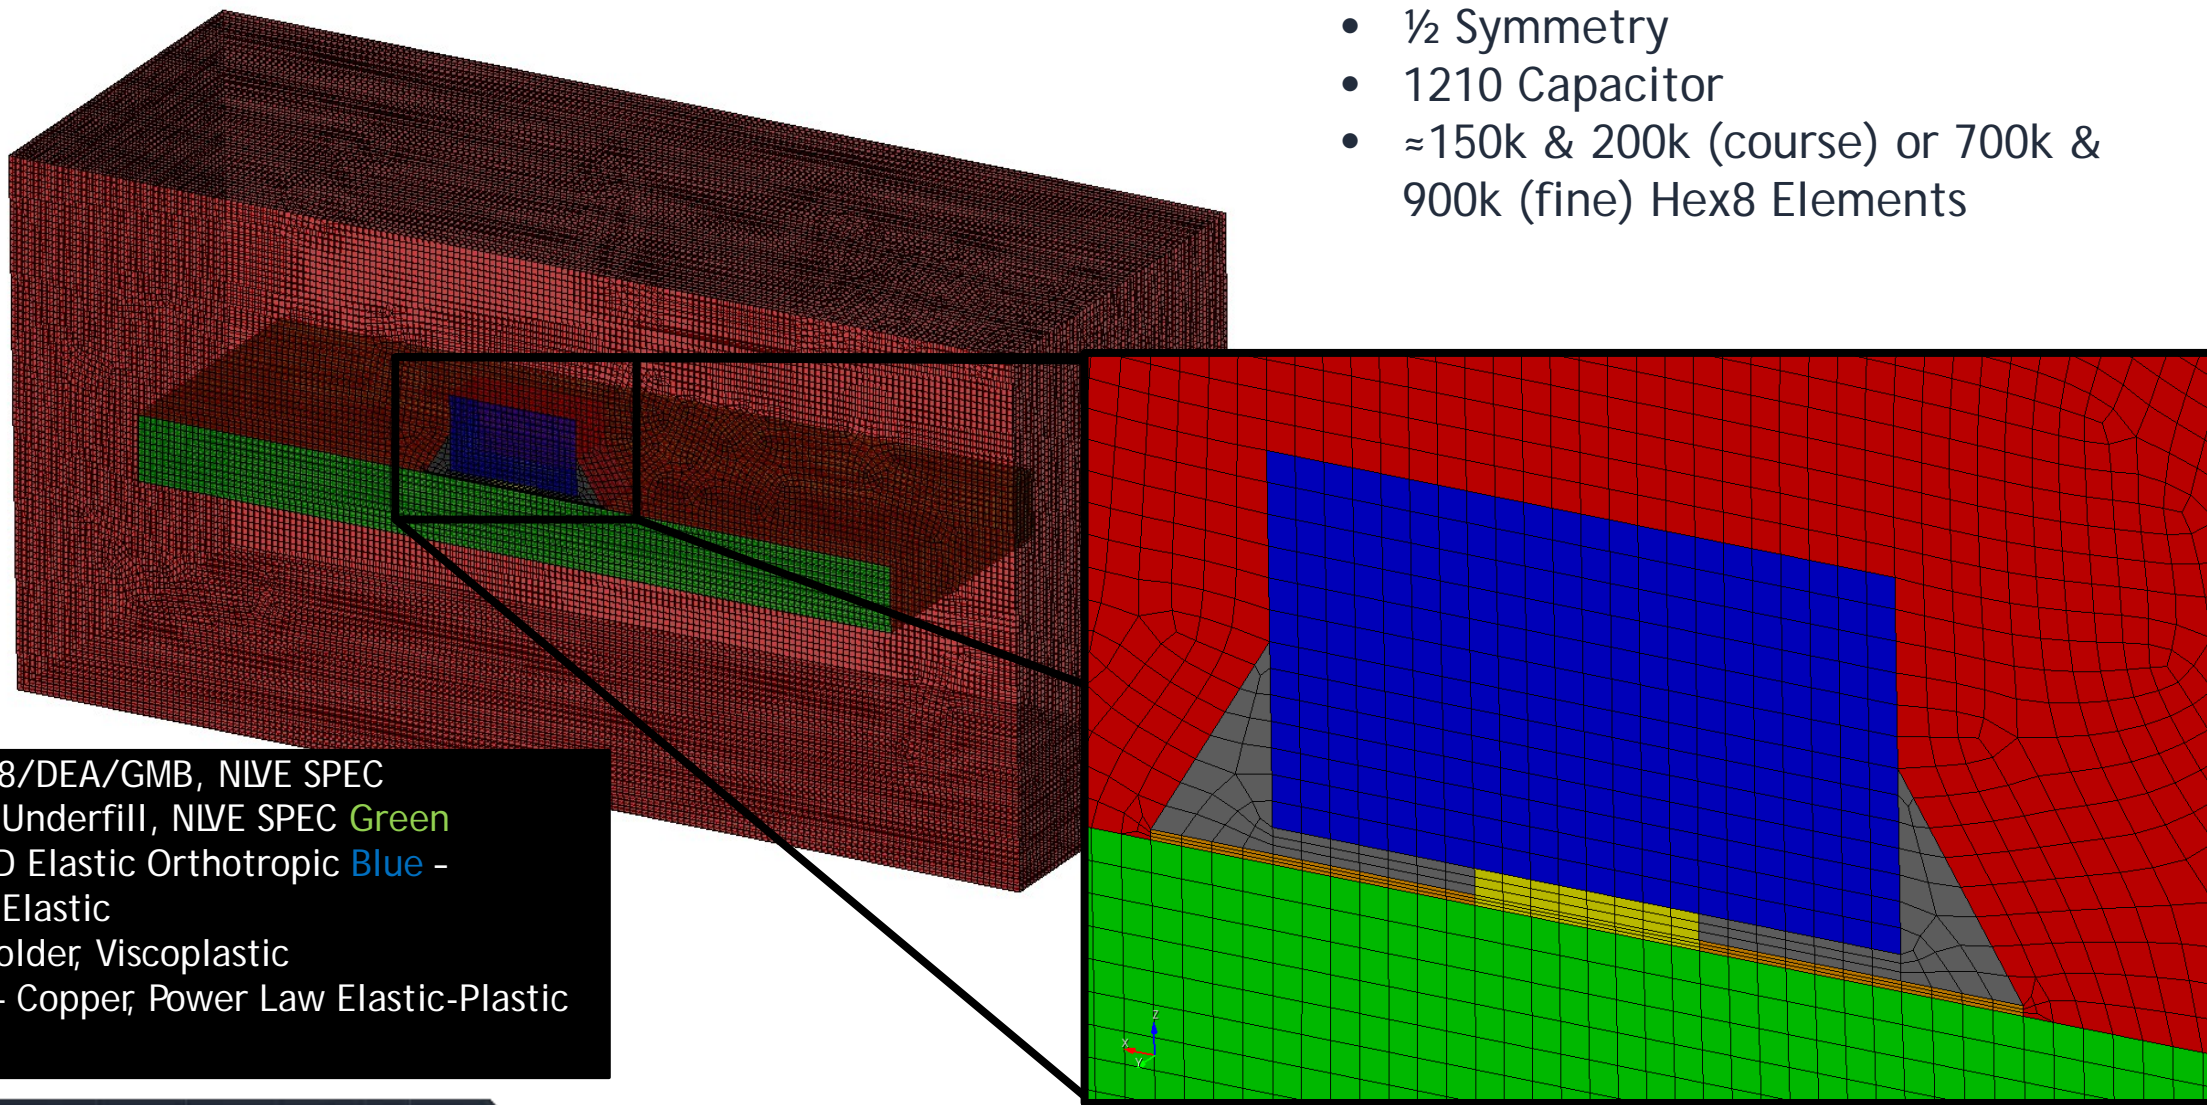 • ½ Symmetry
• 1210 Capacitor
• ≈150k & 200k (course) or 700k &
900k (fine) Hex8 Elements
8/DEA/GMB, NLVE SPEC
Underfill, NLVE SPEC Green
D Elastic Orthotropic Blue –
Elastic
older, Viscoplastic
- Copper, Power Law Elastic-Plastic
Z
X
Y